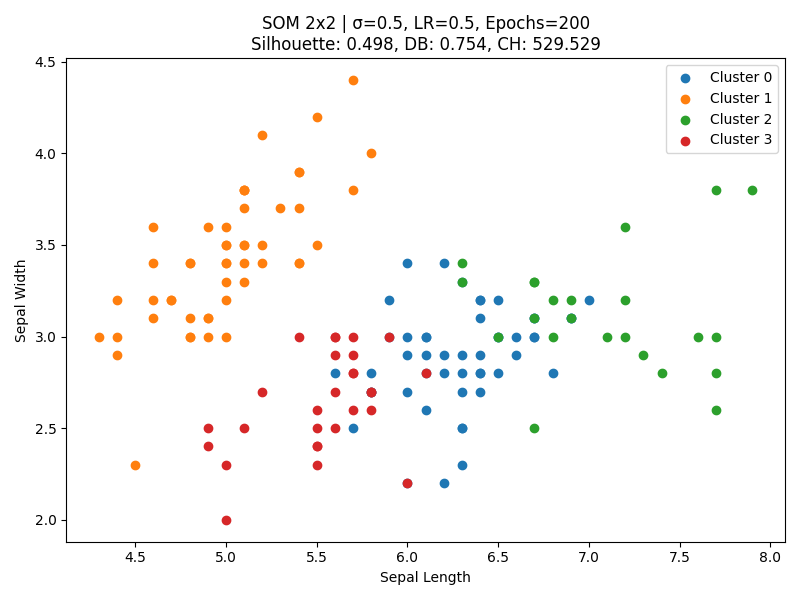 SOM 2x2 | σ=0.5, LR=0.5, Epochs=200
Silhouette: 0.498, DB: 0.754, CH: 529.529
Cluster 0
Cluster 1
Cluster 2
Cluster 3
Sepal Width
4.5
4.0
3.5
3.0
2.5
2.0
4.5 5.0 5.5 6.0 6.5 7.0 7.5 8.0
Sepal Length